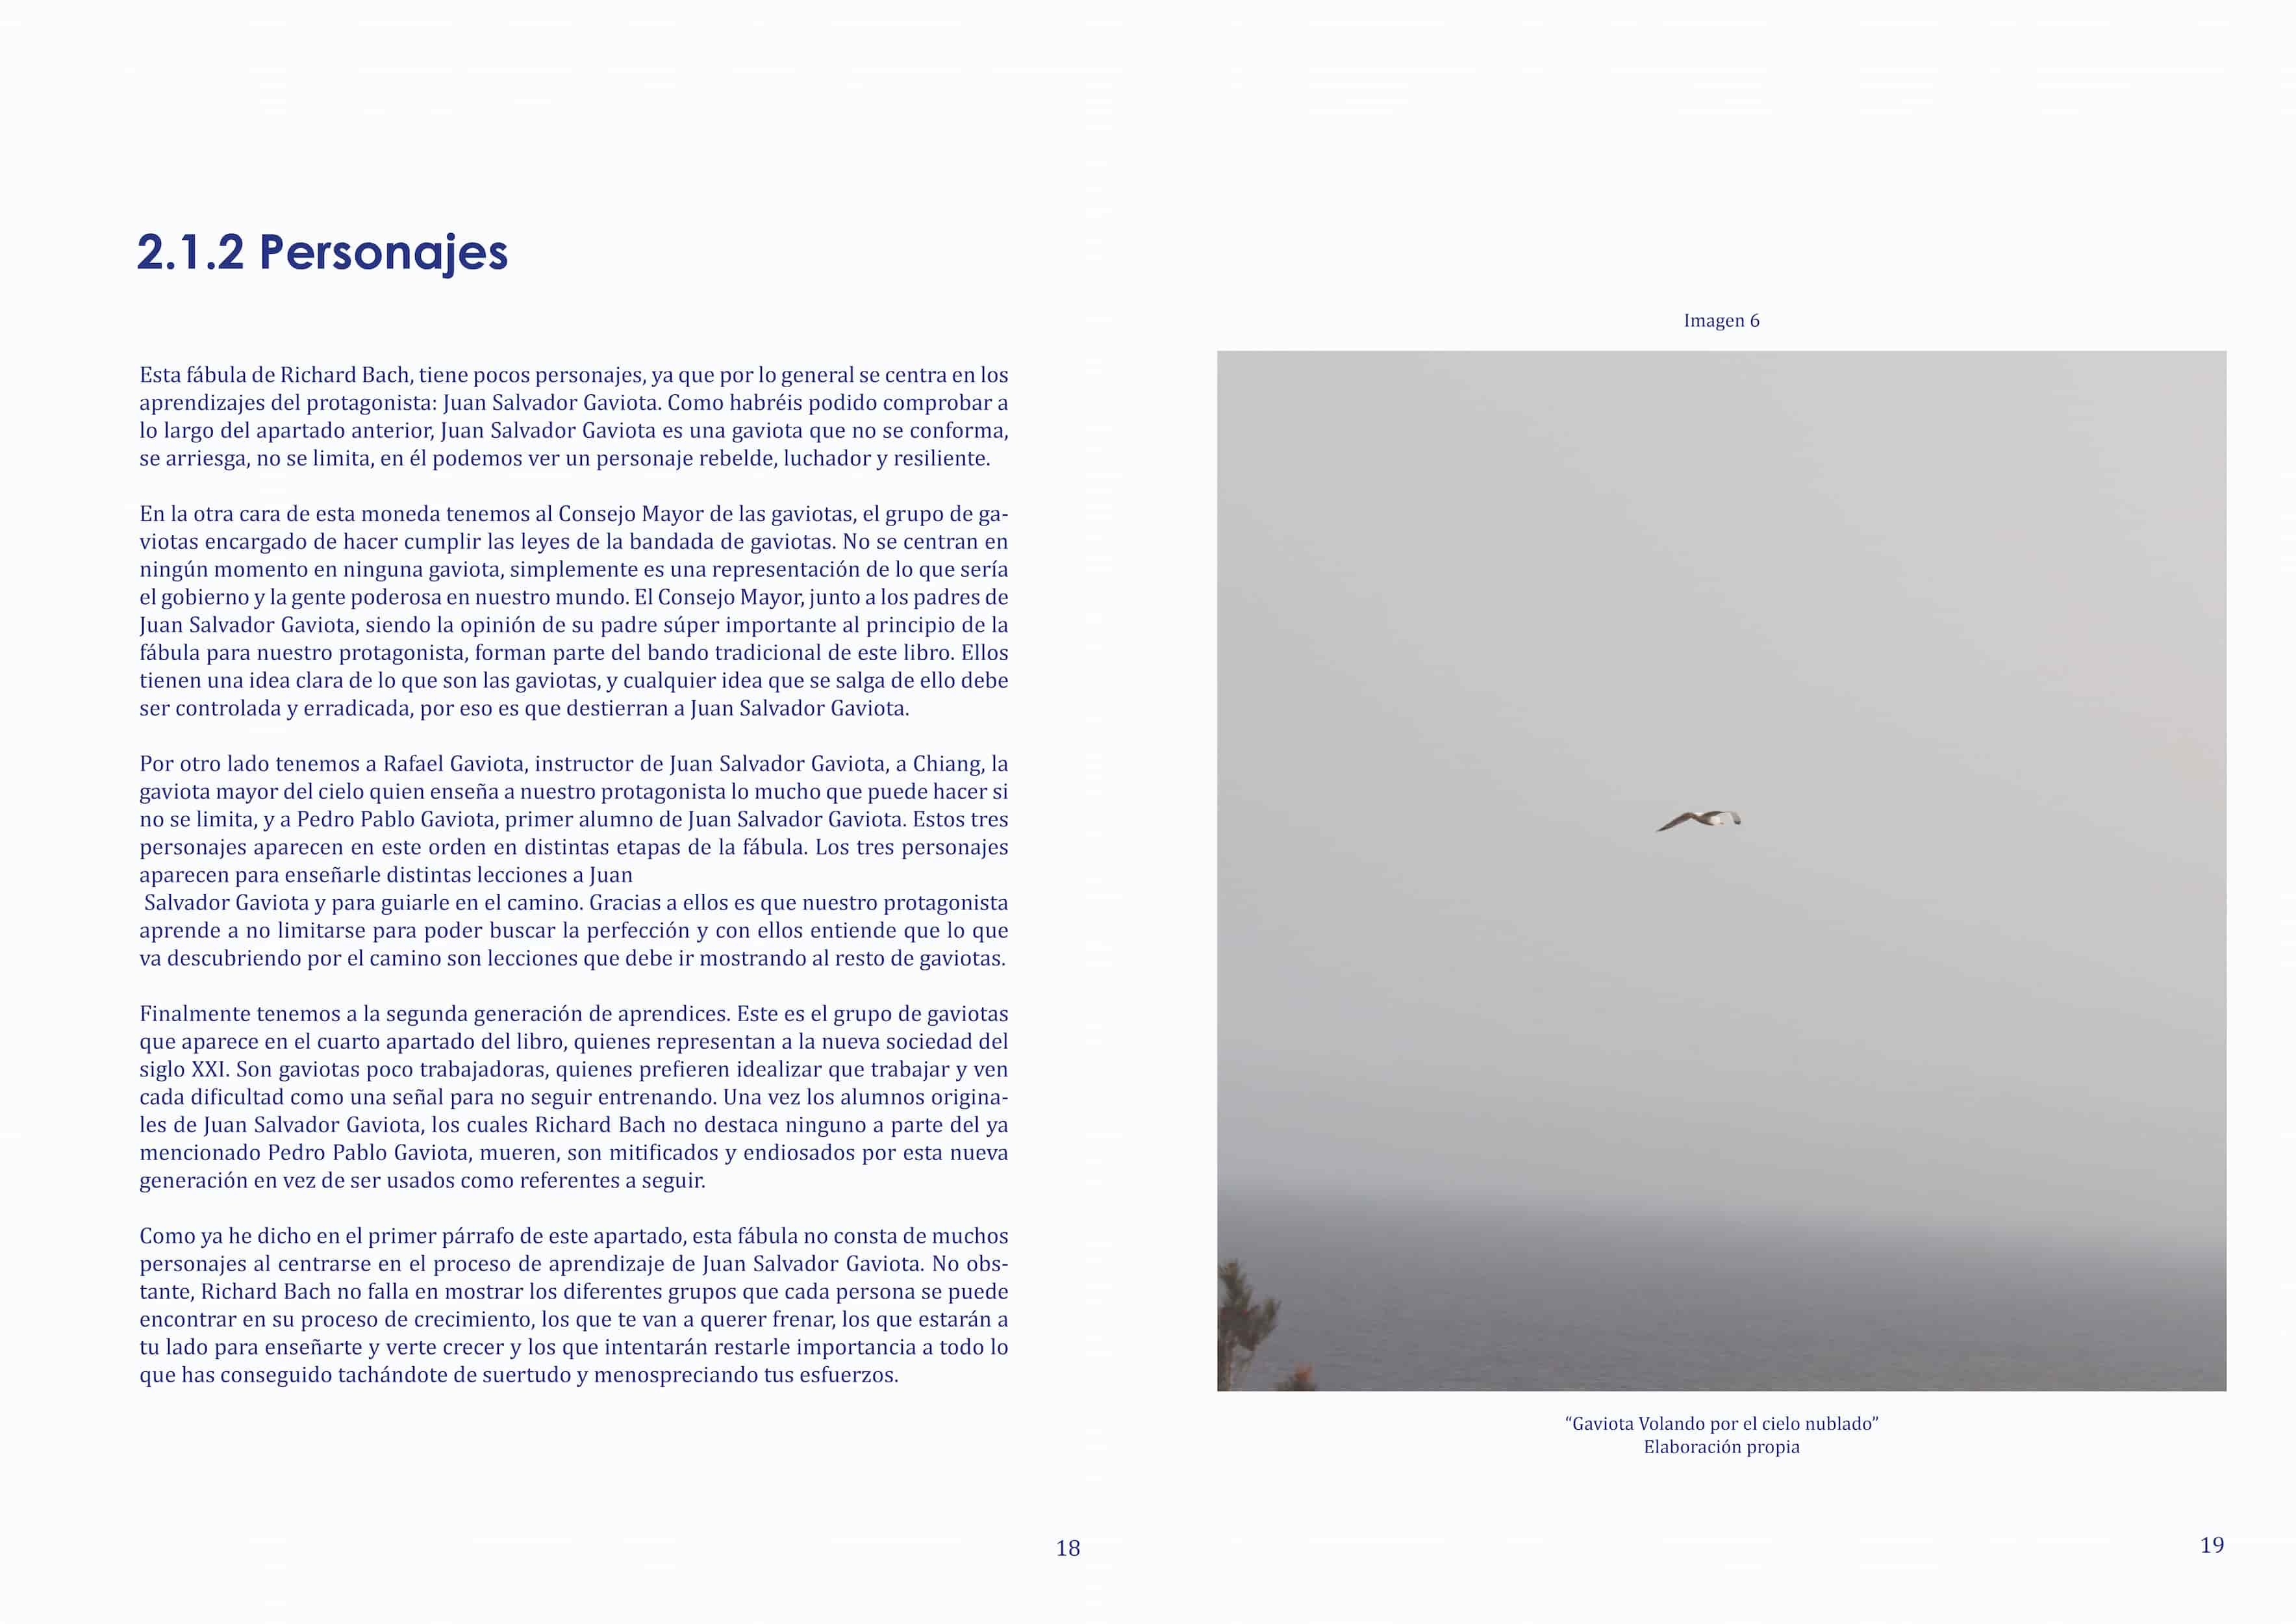 2.1.2 Personajes
Esta fábula de Richard Bach, tiene pocos personajes, ya que por lo general se centra en los
aprendizajes del protagonista: Juan Salvador Gaviota. Como habréis podido comprobar a
lo largo del apartado anterior, Juan Salvador Gaviota es una gaviota que no se conforma,
se arriesga, no se limita, en él podemos ver un personaje rebelde, luchador y resiliente.
En la otra cara de esta moneda tenemos al Consejo Mayor de las gaviotas, el grupo de ga-
viotas encargado de hacer cumplir las leyes de la bandada de gaviotas. No se centran en
ningún momento en ninguna gaviota, simplemente es una representación de lo que sería
el gobierno y la gente poderosa en nuestro mundo. El Consejo Mayor, junto a los padres de
Juan Salvador Gaviota, siendo la opinión de su padre súper importante al principio de la
fábula para nuestro protagonista, forman parte del bando tradicional de este libro. Ellos
tienen una idea clara de lo que son las gaviotas, y cualquier idea que se salga de ello debe
ser controlada y erradicada, por eso es que destierran a Juan Salvador Gaviota.
Por otro lado tenemos a Rafael Gaviota, instructor de Juan Salvador Gaviota, a Chiang, la
gaviota mayor del cielo quien enseña a nuestro protagonista lo mucho que puede hacer si
no se limita, y a Pedro Pablo Gaviota, primer alumno de Juan Salvador Gaviota. Estos tres
personajes aparecen en este orden en distintas etapas de la fábula. Los tres personajes
aparecen para enseñarle distintas lecciones a Juan
Salvador Gaviota y para guiarle en el camino. Gracias a ellos es que nuestro protagonista
aprende a no limitarse para poder buscar la perfección y con ellos entiende que lo que
va descubriendo por el camino son lecciones que debe ir mostrando al resto de gaviotas.
Finalmente tenemos a la segunda generación de aprendices. Este es el grupo de gaviotas
que aparece en el cuarto apartado del libro, quienes representan a la nueva sociedad del
siglo XXI. Son gaviotas poco trabajadoras, quienes prefieren idealizar que trabajar y ven
cada dificultad como una señal para no seguir entrenando. Una vez los alumnos origina-
les de Juan Salvador Gaviota, los cuales Richard Bach no destaca ninguno a parte del ya
mencionado Pedro Pablo Gaviota, mueren, son mitificados y endiosados por esta nueva
generación en vez de ser usados como referentes a seguir.
Como ya he dicho en el primer párrafo de este apartado, esta fábula no consta de muchos
personajes al centrarse en el proceso de aprendizaje de Juan Salvador Gaviota. No obs-
tante, Richard Bach no falla en mostrar los diferentes grupos que cada persona se puede
encontrar en su proceso de crecimiento, los que te van a querer frenar, los que estarán a
tu lado para enseñarte y verte crecer y los que intentarán restarle importancia a todo lo
que has conseguido tachándote de suertudo y menospreciando tus esfuerzos.
18
Imagen 6
“Gaviota Volando por el cielo nublado”
Elaboración propia
19